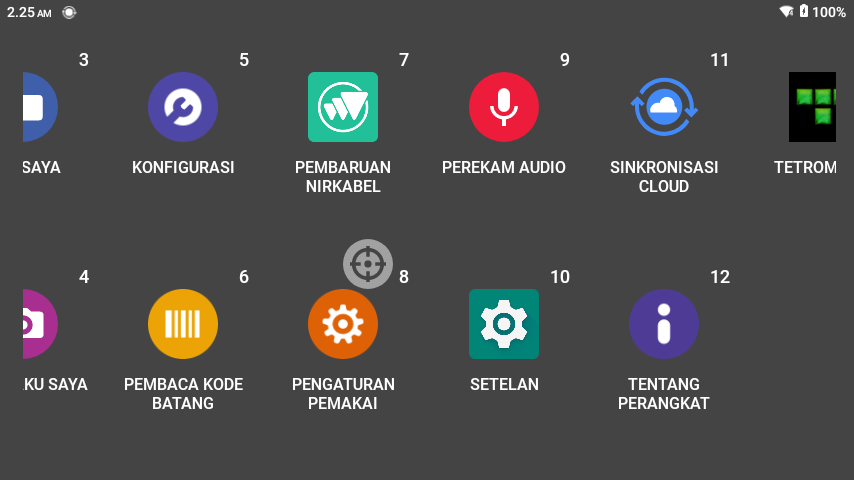 2.25 AM
100%
3
5
7
9
11
SAYA
KONFIGURASI
PEMBARUAN
NIRKABEL
PEREKAM AUDIO
SINKRONISASI
CLOUD
TETROM
4
6
8
10
12
KU SAYA
PEMBACA KODE
BATANG
PENGATURAN
PEMAKAI
SETELAN
TENTANG
PERANGKAT